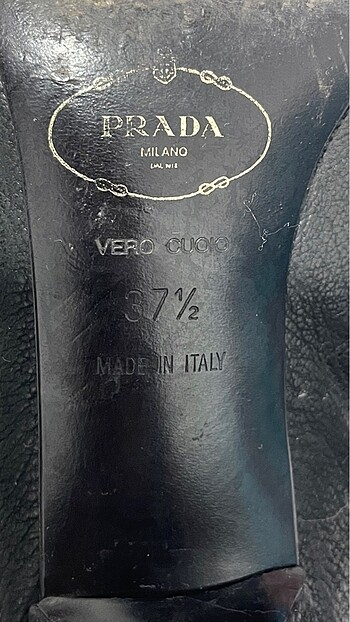 PRADA
MILANO
DAL 1913
VERO CUOIO
37½
MADE IN ITALY